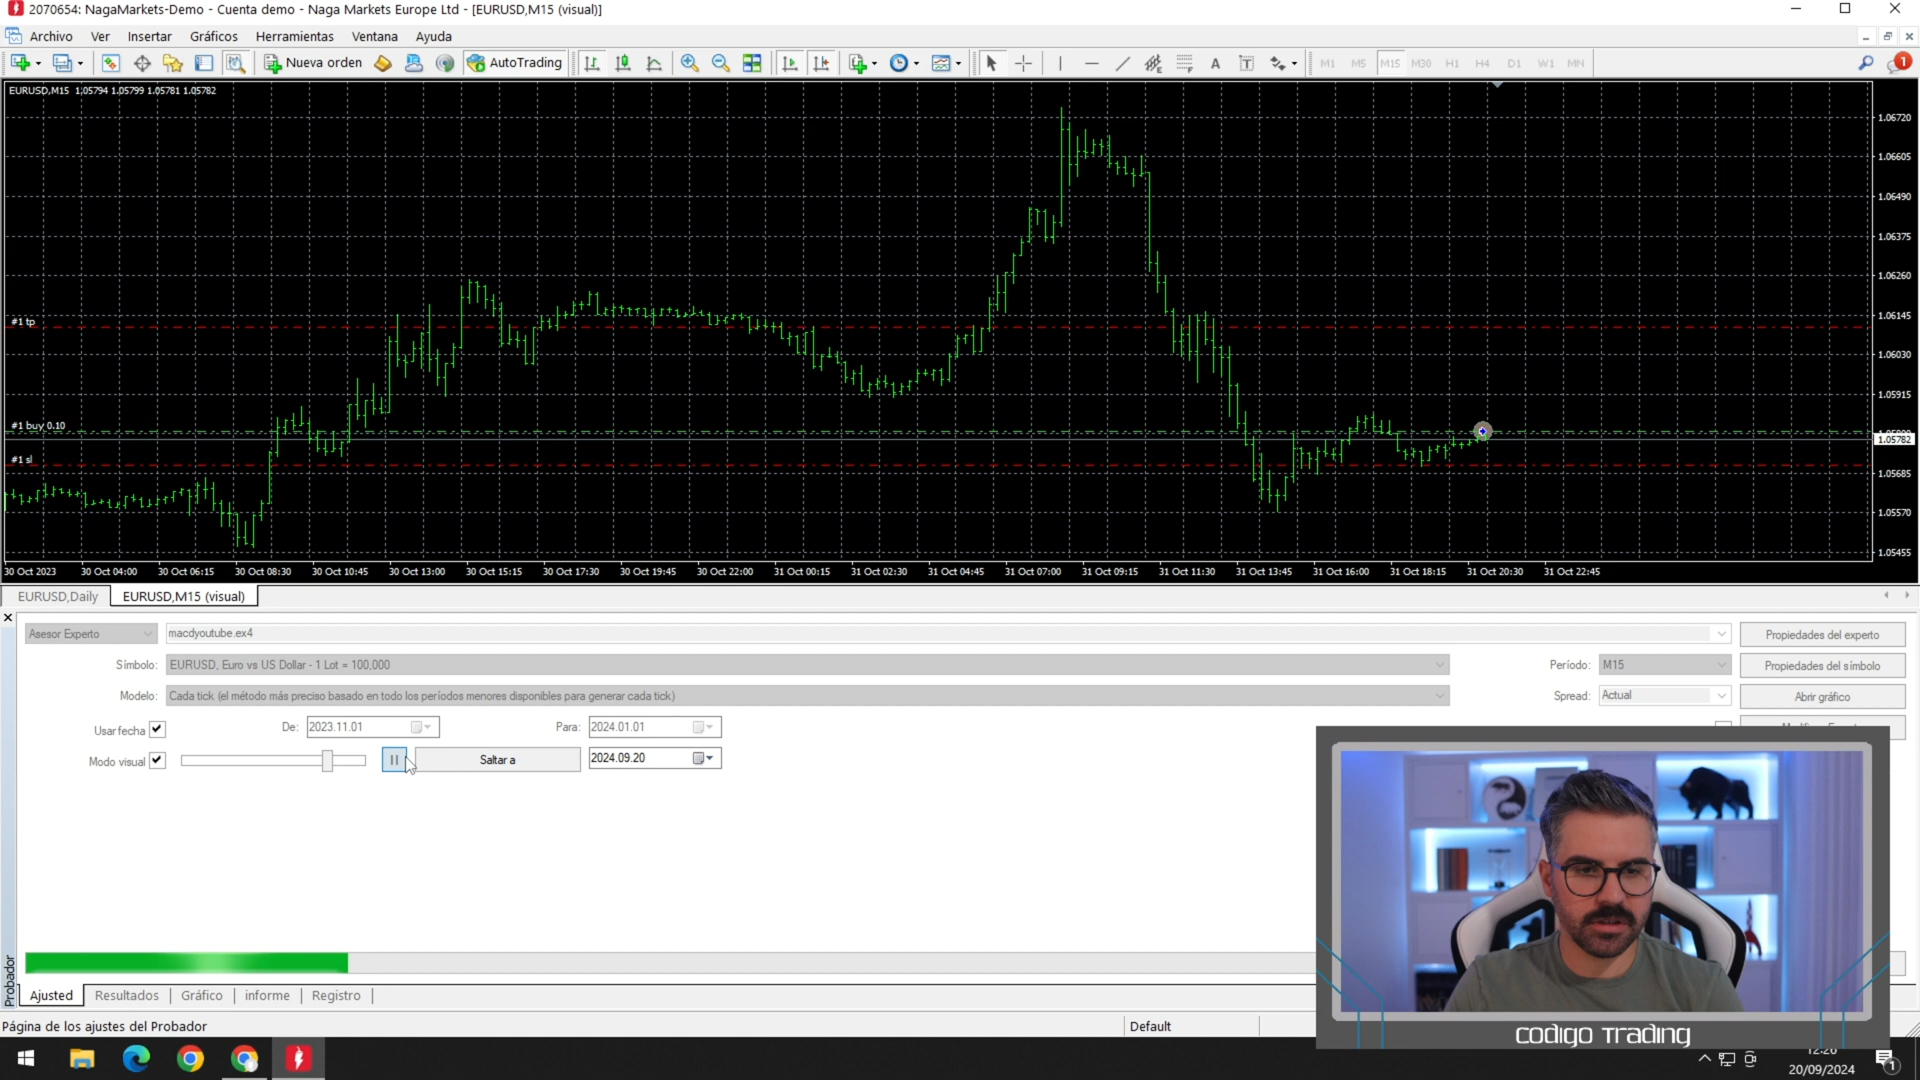 2070654: NagaMarkets-Demo - Cuenta demo - Naga Markets Europe Ltd - [EURUSD,M15 (visual)]
Archivo Ver Insertar Gráficos Herramientas Ventana Ayuda
Nueva orden AutoTrading A T M1 M5 M15 M30 H1 H4 D1 W1 MN 1
EURUSD,M15 1.05794 1.05799 1.05781 1.05782
1.06720
1.06605
1.06490
1.06375
1.06260
1.06145
#1 tp
1.06030
1.05915
#1 buy 0.10
1.05782
#1 sl
1.05685
1.05570
1.05455
30 Oct 2023 30 Oct 04:00 30 Oct 06:15 30 Oct 08:30 30 Oct 10:45 30 Oct 13:00 30 Oct 15:15 30 Oct 17:30 30 Oct 19:45 30 Oct 22:00 31 Oct 00:15 31 Oct 02:30 31 Oct 04:45 31 Oct 07:00 31 Oct 09:15 31 Oct 11:30 31 Oct 13:45 31 Oct 16:00 31 Oct 18:15 31 Oct 20:30 31 Oct 22:45
EURUSD,Daily EURUSD,M15 (visual)
Asesor Experto macdyoutube.ex4 Propiedades del experto
Símbolo: EURUSD, Euro vs US Dollar - 1 Lot = 100,000 Período: M15 Propiedades del símbolo
Modelo: Cada tick (el método más preciso basado en todo los períodos menores disponibles para generar cada tick) Spread: Actual Abrir gráfico
Usar fecha De: 2023.11.01 Para: 2024.01.01
Modo visual Saltar a 2024.09.20
Probador
Ajusted Resultados Gráfico informe Registro
Página de los ajustes del Probador Default
CODIGO TRADING
12:26
20/09/2024
1